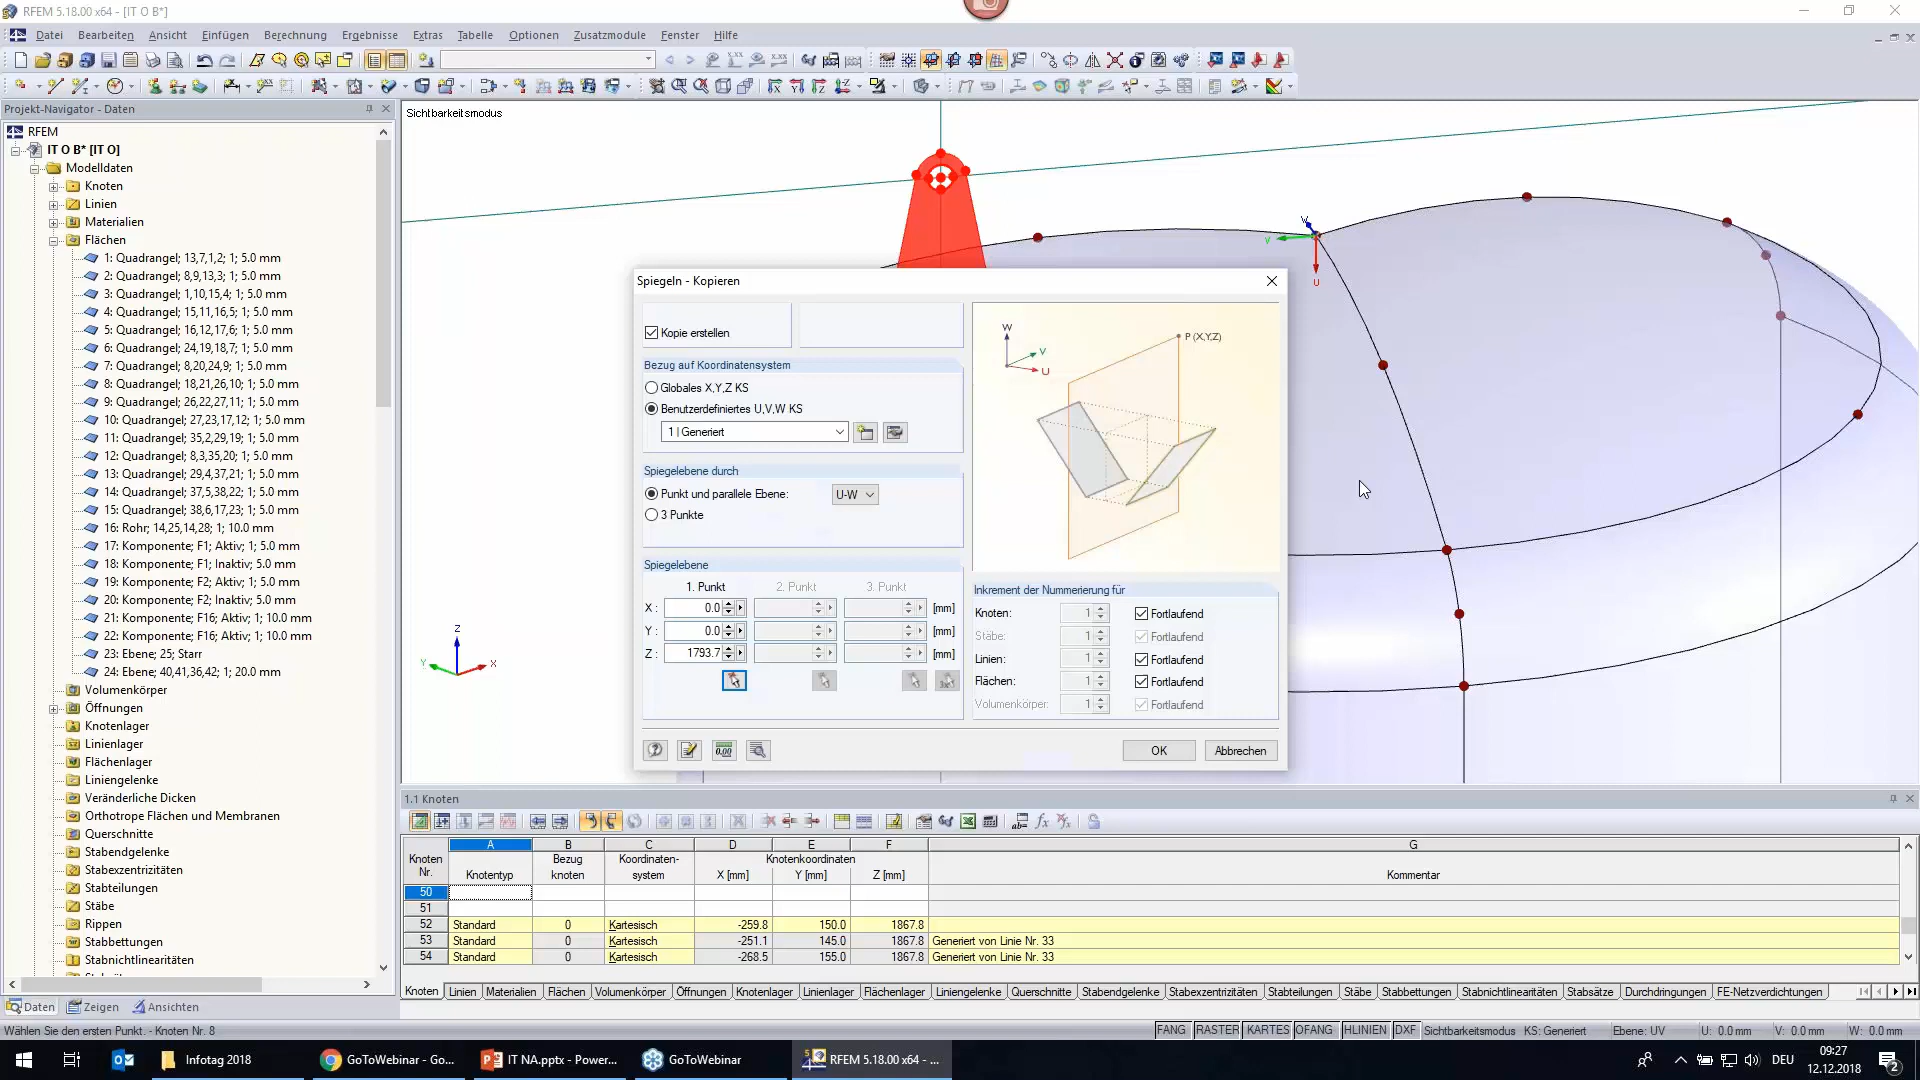 RFEM 5.18.00 x64 - [IT O B*]
Datei Bearbeiten Ansicht Einfügen Berechnung Ergebnisse Extras Tabelle Optionen Zusatzmodule Fenster Hilfe
Projekt-Navigator - Daten
RFEM
IT O B* [IT O]
Modelldaten
Knoten
Linien
Materialien
Flächen
1: Quadrangel; 13,7,1,2; 1; 5.0 mm
2: Quadrangel; 8,9,13,3; 1; 5.0 mm
3: Quadrangel; 1,10,15,4; 1; 5.0 mm
4: Quadrangel; 15,11,16,5; 1; 5.0 mm
5: Quadrangel; 16,12,17,6; 1; 5.0 mm
6: Quadrangel; 24,19,18,7; 1; 5.0 mm
7: Quadrangel; 8,20,24,9; 1; 5.0 mm
8: Quadrangel; 18,21,26,10; 1; 5.0 mm
9: Quadrangel; 26,22,27,11; 1; 5.0 mm
10: Quadrangel; 27,23,17,12; 1; 5.0 mm
11: Quadrangel; 35,2,29,19; 1; 5.0 mm
12: Quadrangel; 8,3,35,20; 1; 5.0 mm
13: Quadrangel; 29,4,37,21; 1; 5.0 mm
14: Quadrangel; 37,5,38,22; 1; 5.0 mm
15: Quadrangel; 38,6,17,23; 1; 5.0 mm
16: Rohr; 14,25,14,28; 1; 10.0 mm
17: Komponente; F1; Aktiv; 1; 5.0 mm
18: Komponente; F1; Inaktiv; 5.0 mm
19: Komponente; F2; Aktiv; 1; 5.0 mm
20: Komponente; F2; Inaktiv; 5.0 mm
21: Komponente; F16; Aktiv; 1; 10.0 mm
22: Komponente; F16; Aktiv; 1; 10.0 mm
23: Ebene; 25; Starr
24: Ebene; 40,41,36,42; 1; 20.0 mm
Volumenkörper
Öffnungen
Knotenlager
Linienlager
Flächenlager
Liniengelenke
Veränderliche Dicken
Orthotrope Flächen und Membranen
Querschnitte
Stabendgelenke
Stabexzentrizitäten
Stabteilungen
Stäbe
Rippen
Stabbettungen
Stabnichtlinearitäten
Daten Zeigen Ansichten
Sichtbarkeitsmodus
W
V
U
Z
Y
X
Spiegeln - Kopieren
Kopie erstellen
Bezug auf Koordinatensystem
Globales X,Y,Z KS
Benutzerdefiniertes U,V,W KS
1 | Generiert
Spiegelebene durch
Punkt und parallele Ebene: U-W
3 Punkte
Spiegelebene
1. Punkt 2. Punkt 3. Punkt
X : 0.0 [mm]
Y : 0.0 [mm]
Z : 1793.7 [mm]
W
V
U
P (X,Y,Z)
Inkrement der Nummerierung für
Knoten: 1 Fortlaufend
Stäbe: 1 Fortlaufend
Linien: 1 Fortlaufend
Flächen: 1 Fortlaufend
Volumenkörper: 1 Fortlaufend
OK Abbrechen
1.1 Knoten
A B C D E F G
Knoten Bezug Koordinaten- Knotenkoordinaten
Nr. Knotentyp knoten system X [mm] Y [mm] Z [mm] Kommentar
50
51
52 Standard 0 Kartesisch -259.8 150.0 1867.8
53 Standard 0 Kartesisch -251.1 145.0 1867.8 Generiert von Linie Nr. 33
54 Standard 0 Kartesisch -268.5 155.0 1867.8 Generiert von Linie Nr. 33
Knoten Linien Materialien Flächen Volumenkörper Öffnungen Knotenlager Linienlager Flächenlager Liniengelenke Querschnitte Stabendgelenke Stabexzentrizitäten Stabteilungen Stäbe Stabbettungen Stabnichtlinearitäten Stabsätze Durchdringungen FE-Netzverdichtungen
Wählen Sie den ersten Punkt. - Knoten Nr. 8
FANG RASTER KARTES OFANG HLINIEN DXF Sichtbarkeitsmodus KS: Generiert Ebene: UV U: 0.0 mm V: 0.0 mm W: 0.0 mm
Infotag 2018 GoToWebinar - Go... IT NA.pptx - Power... GoToWebinar RFEM 5.18.00 x64 - ...
DEU 09:27
12.12.2018
2